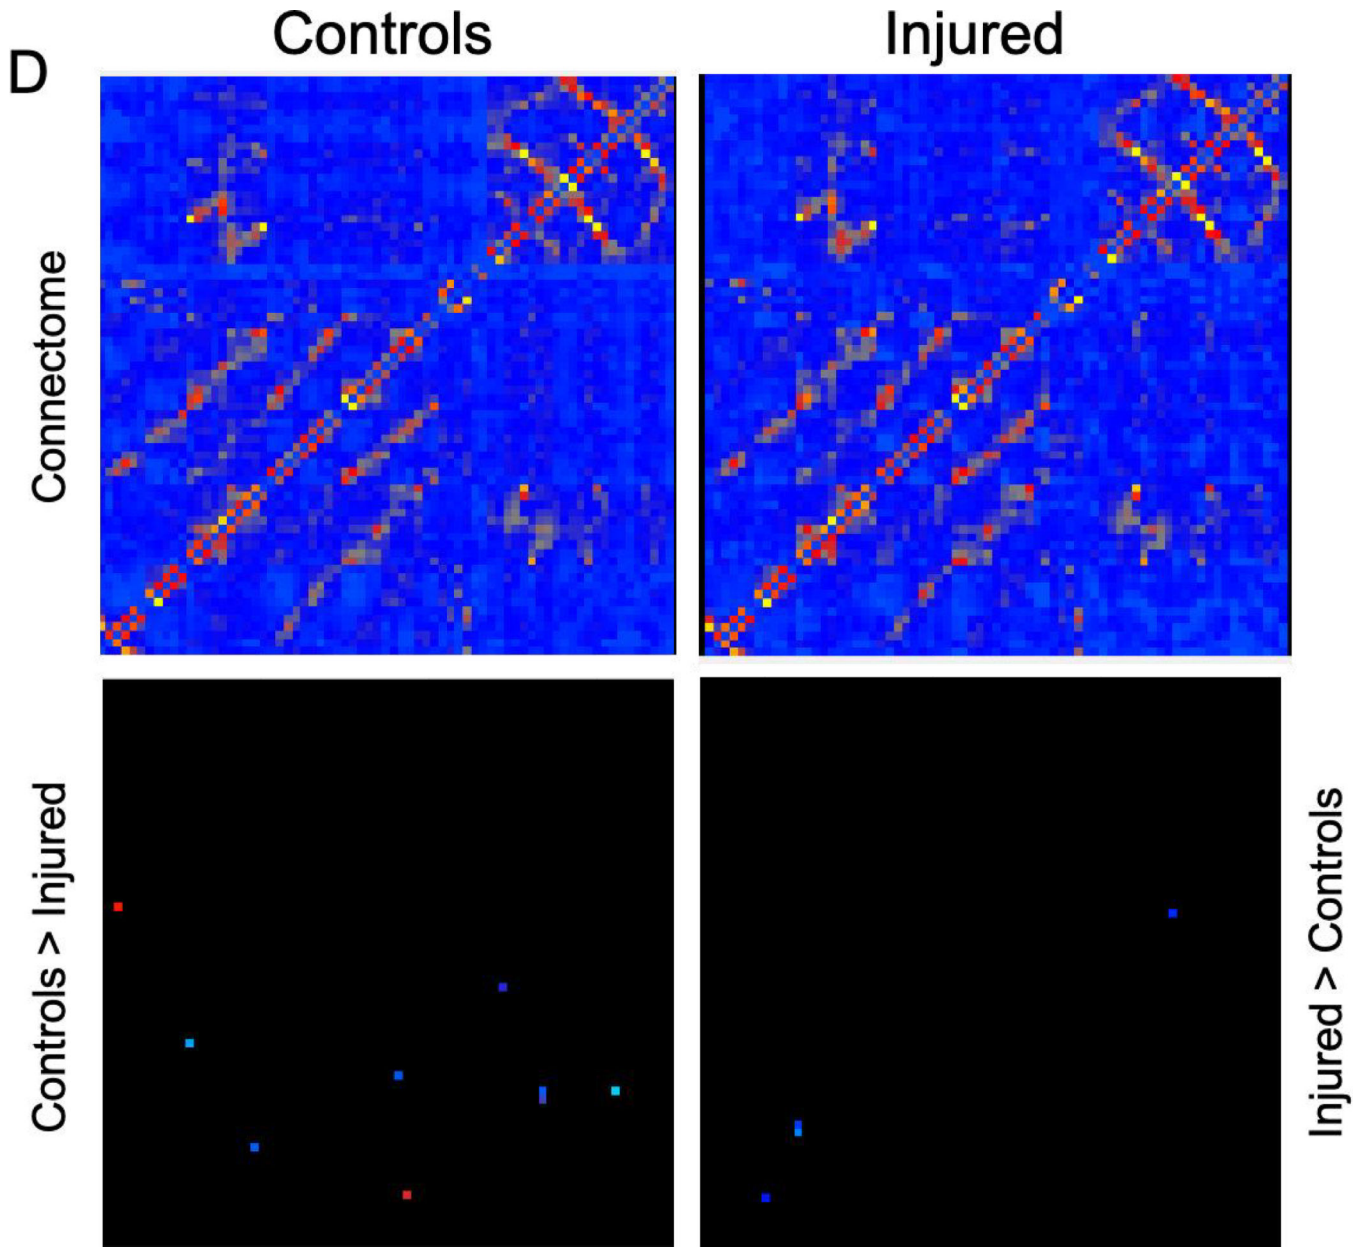 D
Controls
Injured
Connectome
Controls > Injured
Injured > Controls